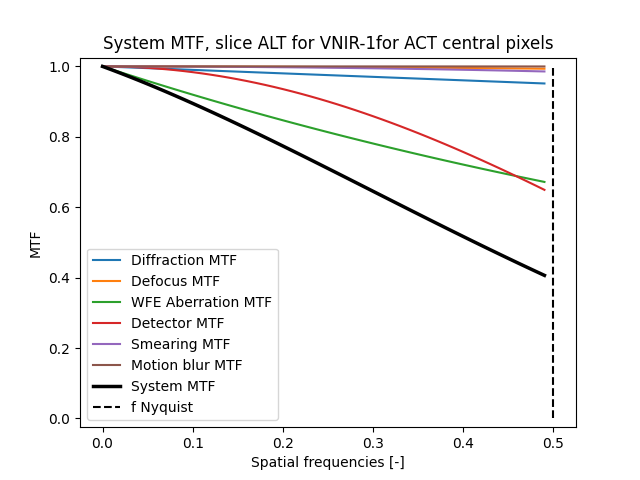 System MTF, slice ALT for VNIR-1for ACT central pixels
1.0
0.8
0.6
0.4
0.2
0.0
MTF
Diffraction MTF
Defocus MTF
WFE Aberration MTF
Detector MTF
Smearing MTF
Motion blur MTF
System MTF
f Nyquist
0.0 0.1 0.2 0.3 0.4 0.5
Spatial frequencies [-]